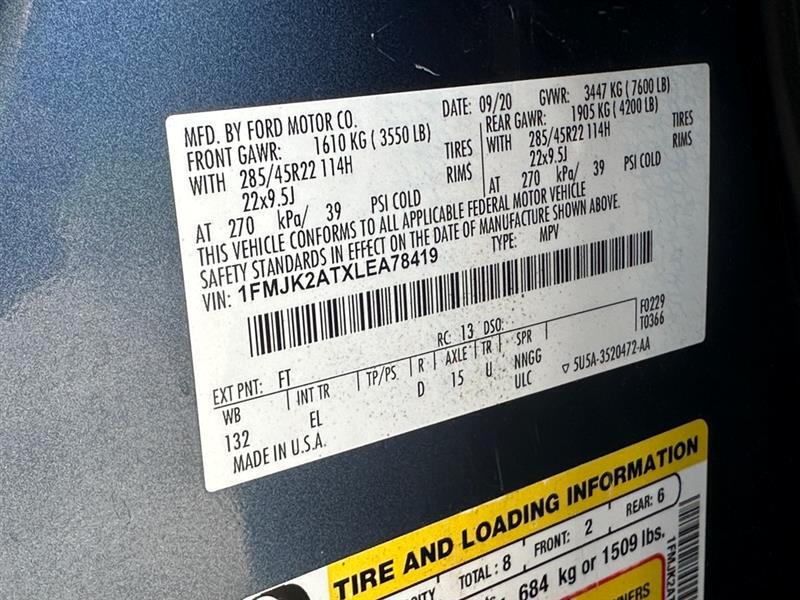 MFD. BY FORD MOTOR CO.
DATE: 09/20 GVWR: 3447 KG ( 7600 LB)
FRONT GAWR: 1610 KG ( 3550 LB)
REAR GAWR: 1905 KG ( 4200 LB)
WITH 285/45R22 114H TIRES
WITH 285/45R22 114H TIRES
22x9.5J RIMS
22x9.5J RIMS
AT 270 kPa/ 39 PSI COLD
AT 270 kPa/ 39 PSI COLD
THIS VEHICLE CONFORMS TO ALL APPLICABLE FEDERAL MOTOR VEHICLE
SAFETY STANDARDS IN EFFECT ON THE DATE OF MANUFACTURE SHOWN ABOVE.
VIN: 1FMJK2ATXLEA78419 TYPE: MPV
F0229
T0366
RC: 13 DSO:
EXT PNT: FT
WB INT TR TP/PS R AXLE TR SPR
132 EL D 15 U NNGG
ULC
5U5A-3520472-AA
MADE IN U.S.A.
TIRE AND LOADING INFORMATION
TOTAL : 8 FRONT: 2 REAR: 6
684 kg or 1509 lbs.